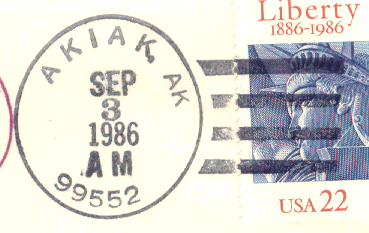 AKIAK, AK
SEP
3
1986
AM
99552
Liberty
1886-1986
USA 22